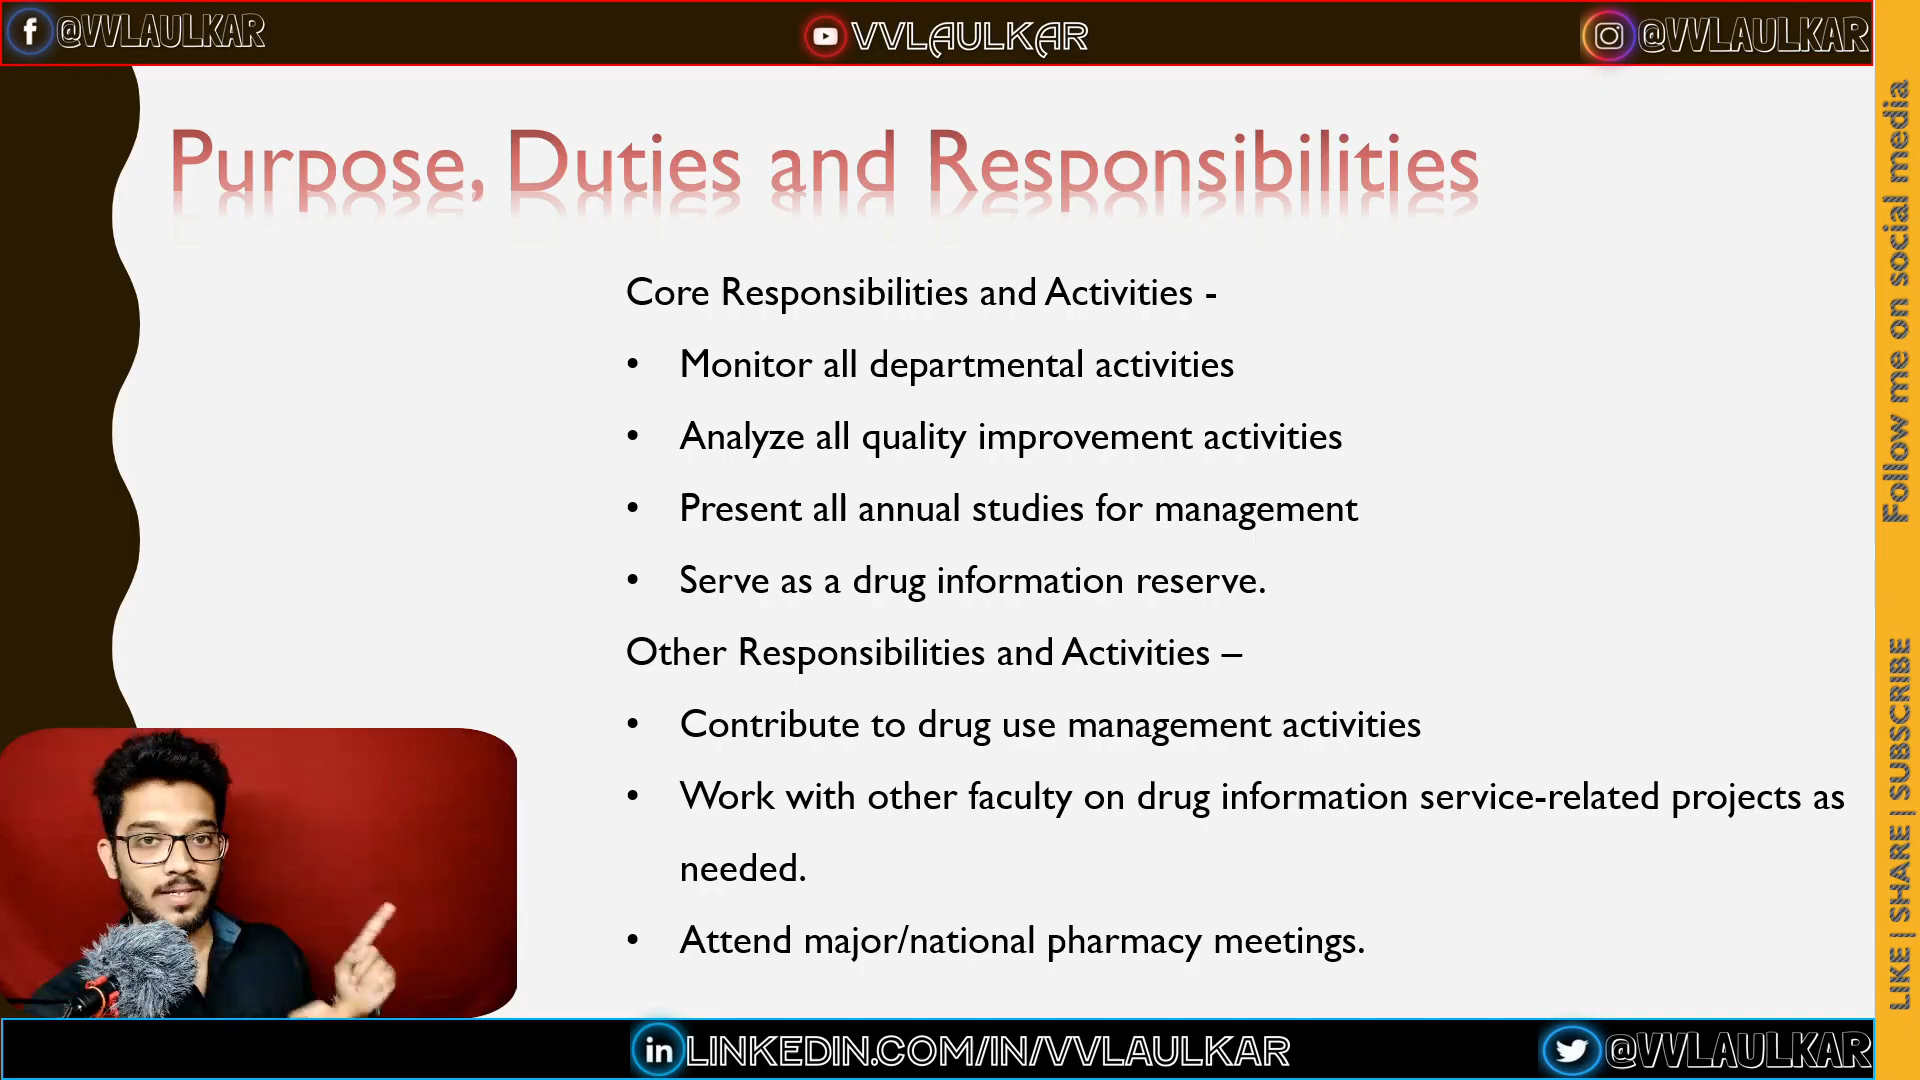 @VVLAULKAR
VVLAULKAR
@VVLAULKAR
Purpose, Duties and Responsibilities
Core Responsibilities and Activities -
• Monitor all departmental activities
• Analyze all quality improvement activities
• Present all annual studies for management
• Serve as a drug information reserve.
Other Responsibilities and Activities –
• Contribute to drug use management activities
• Work with other faculty on drug information service-related projects as
needed.
• Attend major/national pharmacy meetings.
LINKEDIN.COM/IN/VVLAULKAR
@VVLAULKAR
LIKE | SHARE | SUBSCRIBE
Follow me on social media